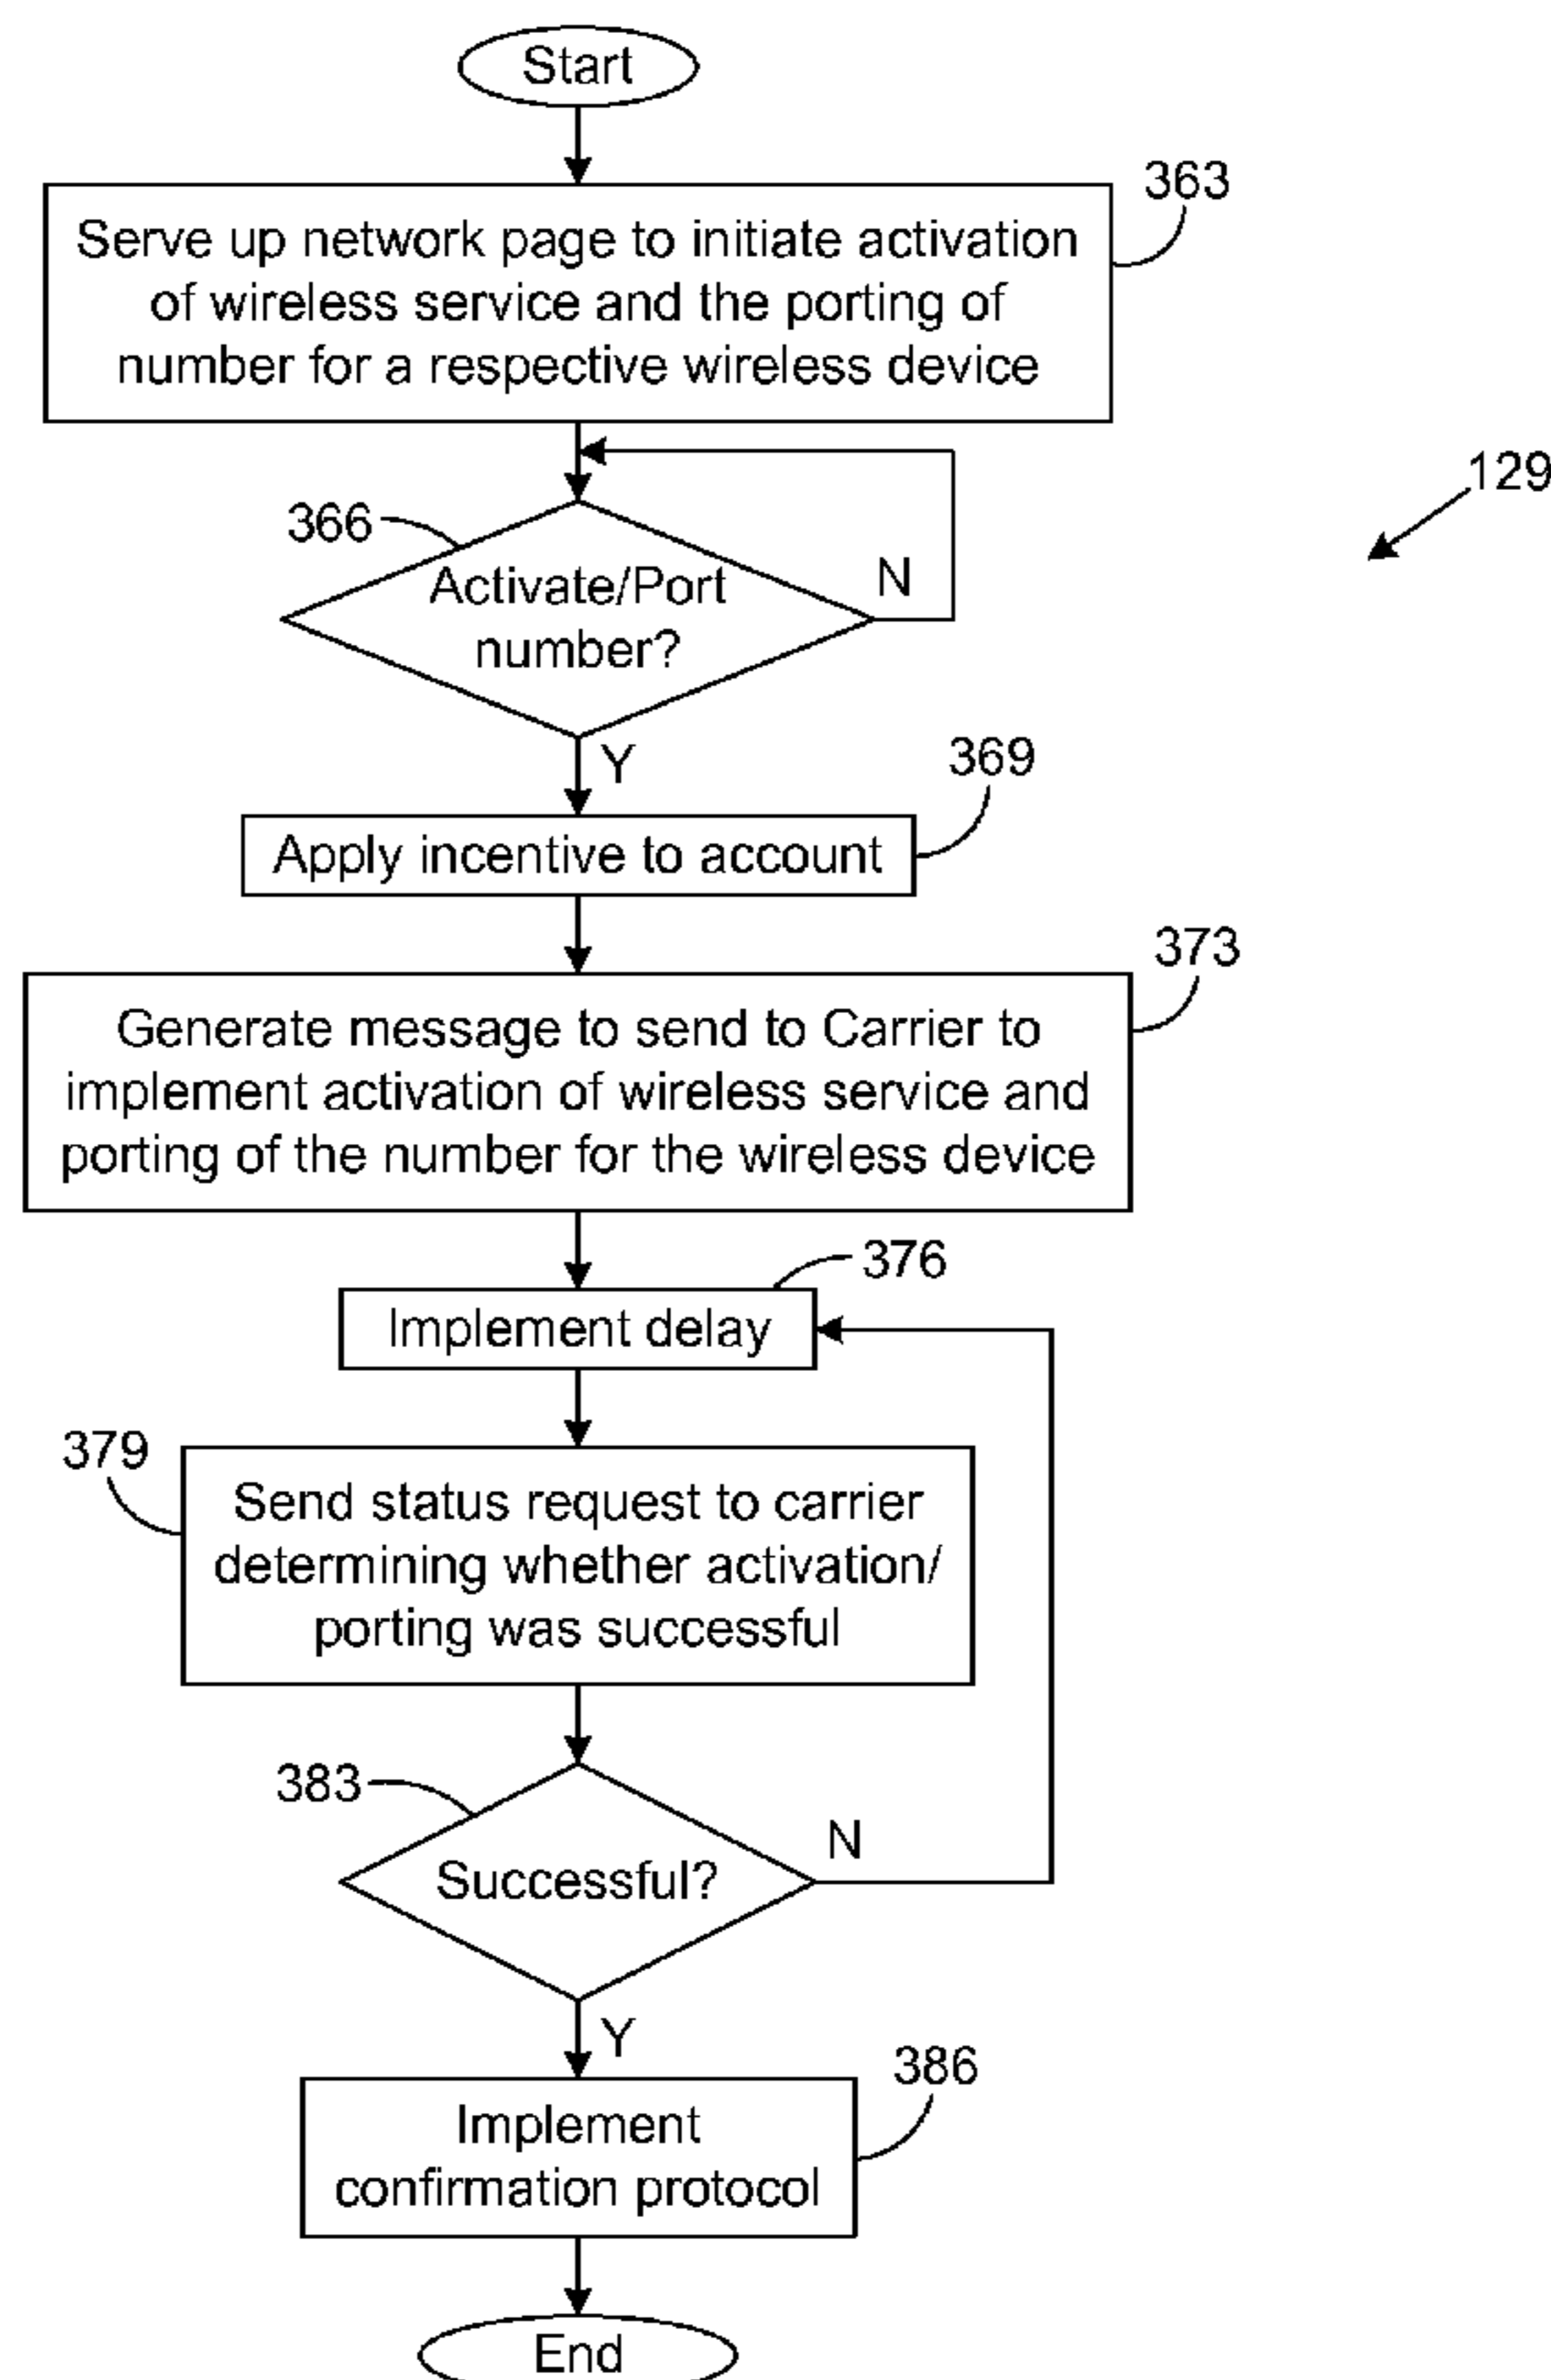 Start
363
Serve up network page to initiate activation
of wireless service and the porting of
number for a respective wireless device
129
366
Activate/Port
number?
N
Y
369
Apply incentive to account
373
Generate message to send to Carrier to
implement activation of wireless service and
porting of the number for the wireless device
376
Implement delay
379
Send status request to carrier
determining whether activation/
porting was successful
383
Successful?
N
Y
386
Implement
confirmation protocol
End